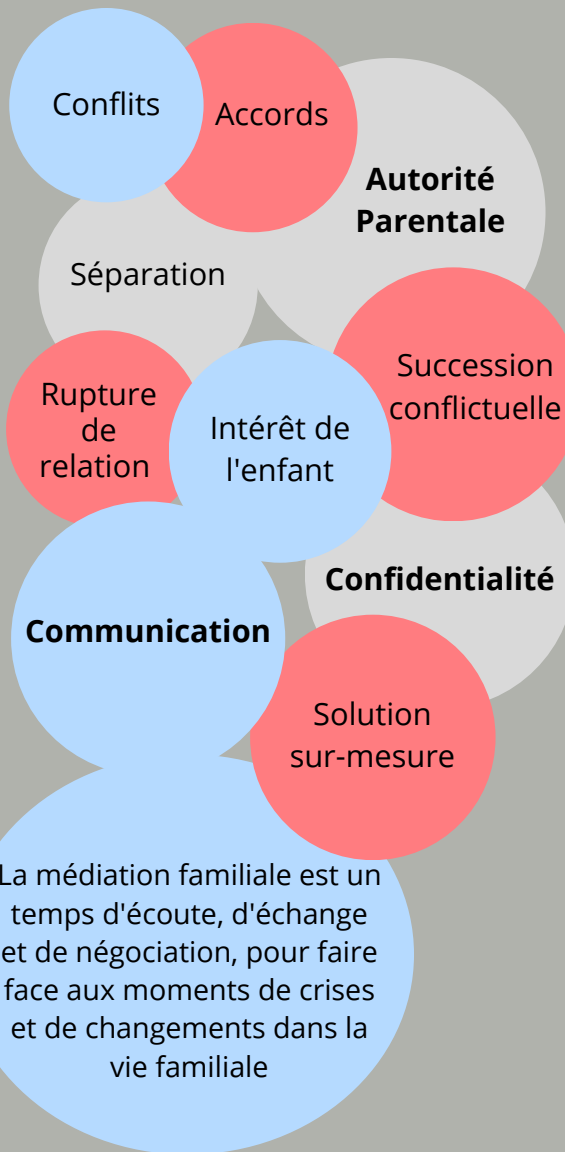 Conflits
Accords
Autorité
Parentale
Séparation
Succession
conflictuelle
Rupture
de
relation
Intérêt de
l'enfant
Confidentialité
Communication
Solution
sur-mesure
La médiation familiale est un
temps d'écoute, d'échange
et de négociation, pour faire
face aux moments de crises
et de changements dans la
vie familiale